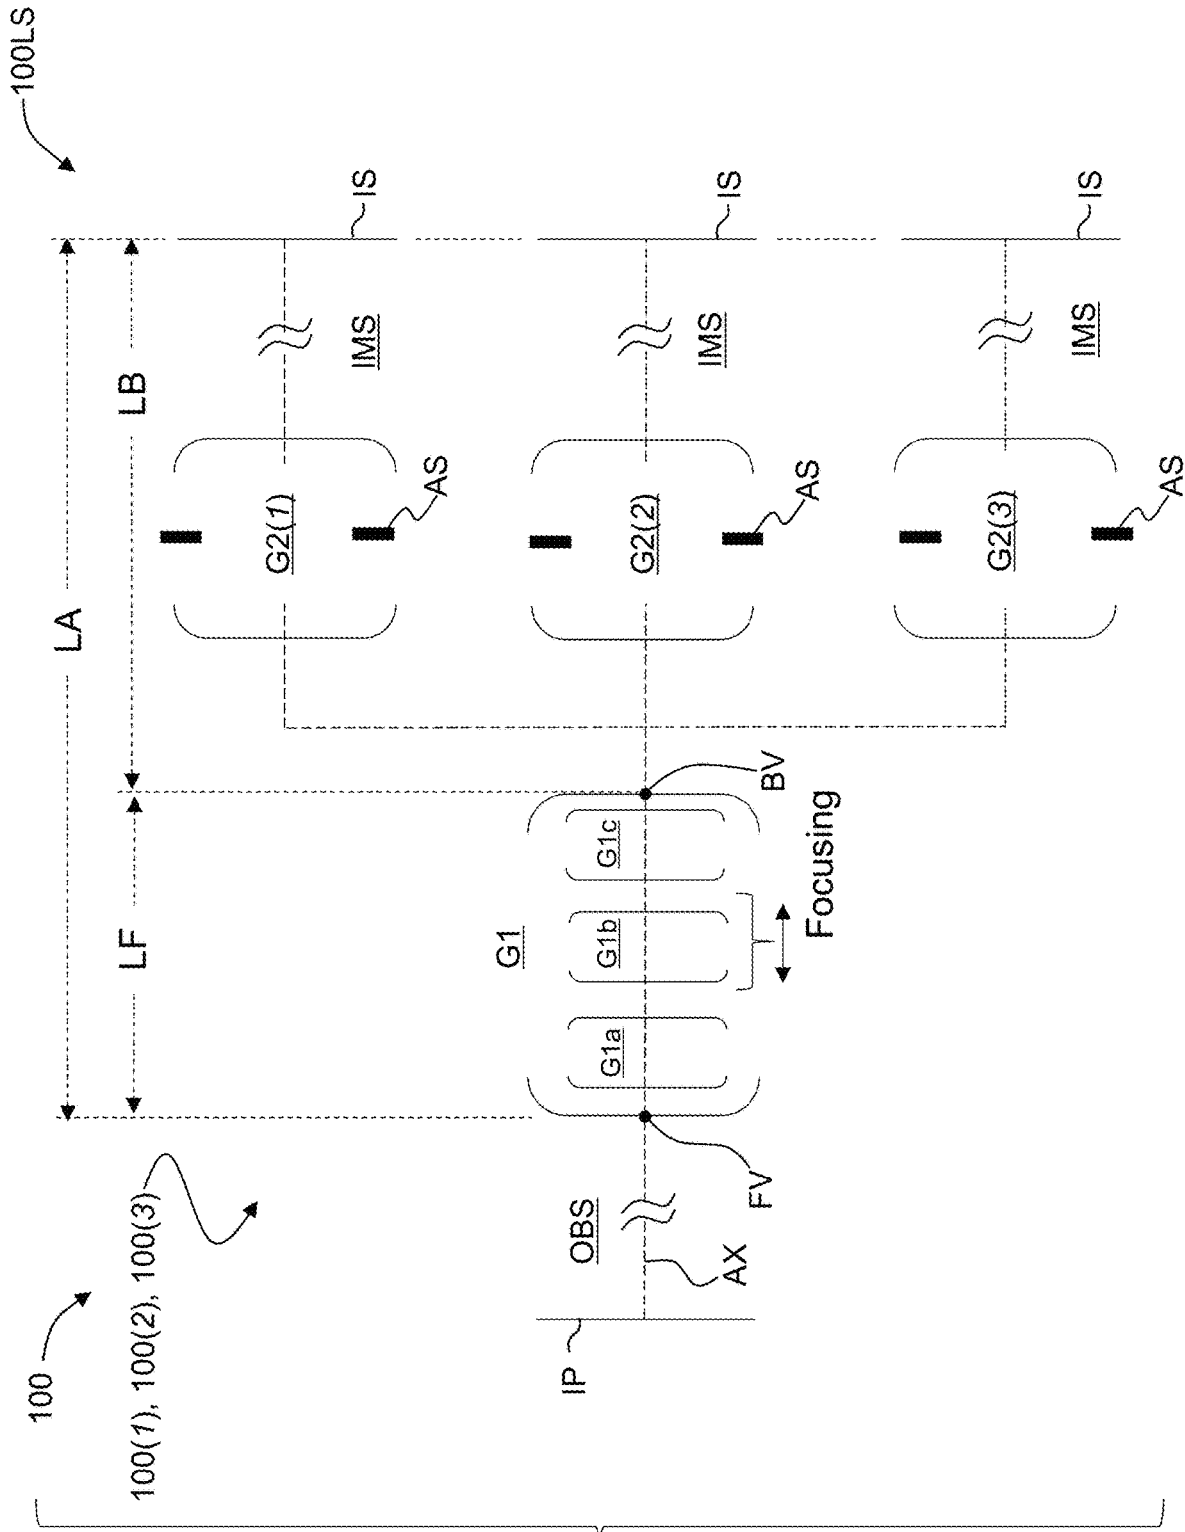 100
100(1), 100(2), 100(3)
100LS
LA
LF
LB
G1
G1a
G1b
G1c
Focusing
FV
BV
OBS
AX
IP
G2(1)
AS
IMS
IS
G2(2)
AS
IMS
IS
G2(3)
AS
IMS
IS